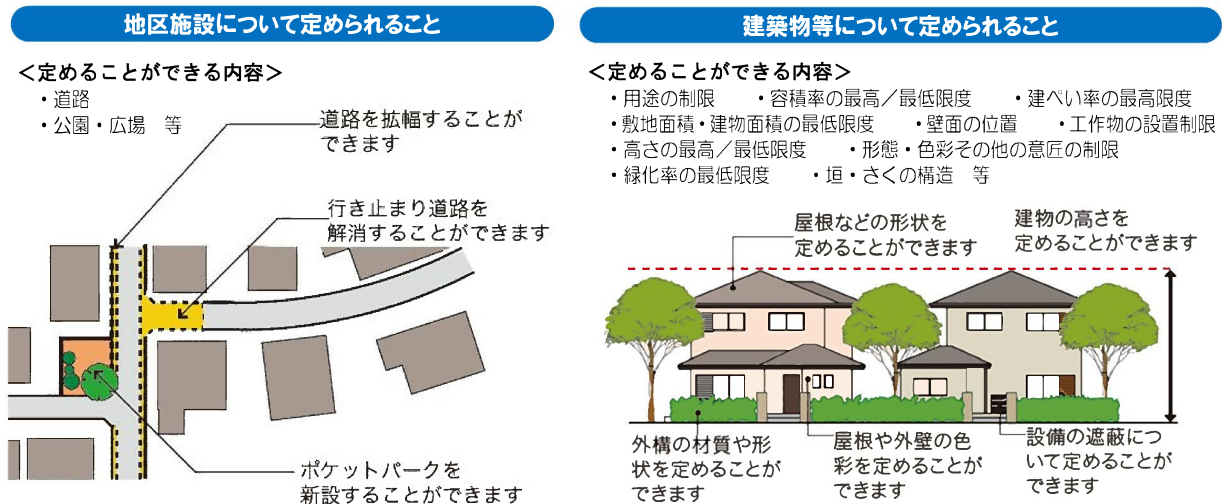 地区施設について定められること
＜定めることができる内容＞
・道路
・公園・広場　等
道路を拡幅することが
できます
行き止まり道路を
解消することができます
ポケットパークを
新設することができます
建築物等について定められること
＜定めることができる内容＞
・用途の制限　・容積率の最高／最低限度　・建ぺい率の最高限度
・敷地面積・建物面積の最低限度　・壁面の位置　・工作物の設置制限
・高さの最高／最低限度　・形態・色彩その他の意匠の制限
・緑化率の最低限度　・垣・さくの構造　等
屋根などの形状を
定めることができます
建物の高さを
定めることができます
外構の材質や形
状を定めることが
できます
屋根や外壁の色
彩を定めることが
できます
設備の遮蔽につ
いて定めることが
できます